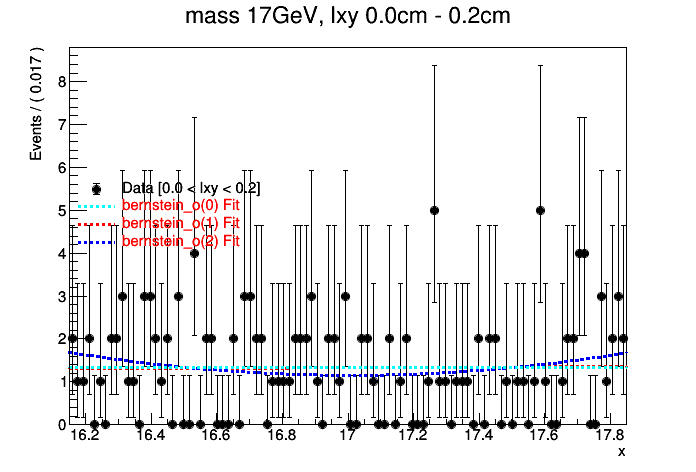 mass 17GeV, lxy 0.0cm - 0.2cm
Events / ( 0.017 )
8
7
6
5
4
3
2
1
0
Data [0.0 < lxy < 0.2]
bernstein_o(0) Fit
bernstein_o(1) Fit
bernstein_o(2) Fit
16.2 16.4 16.6 16.8 17 17.2 17.4 17.6 17.8
x